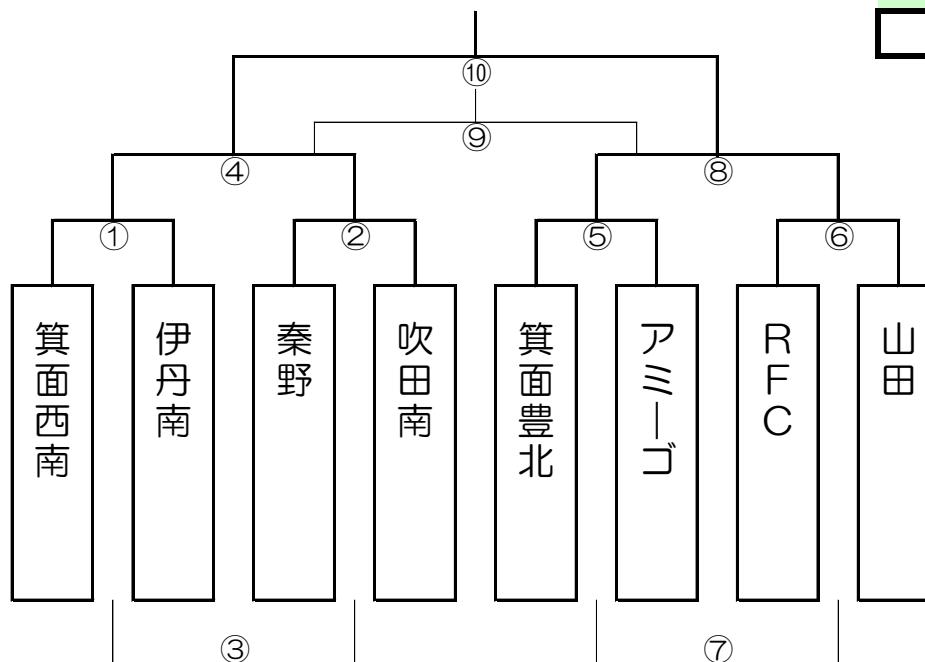 ⑩
⑨
④
⑧
①
②
⑤
⑥
箕面西南
伊丹南
秦野
吹田南
箕面豊北
アミーゴ
RFC
山田
③
⑦